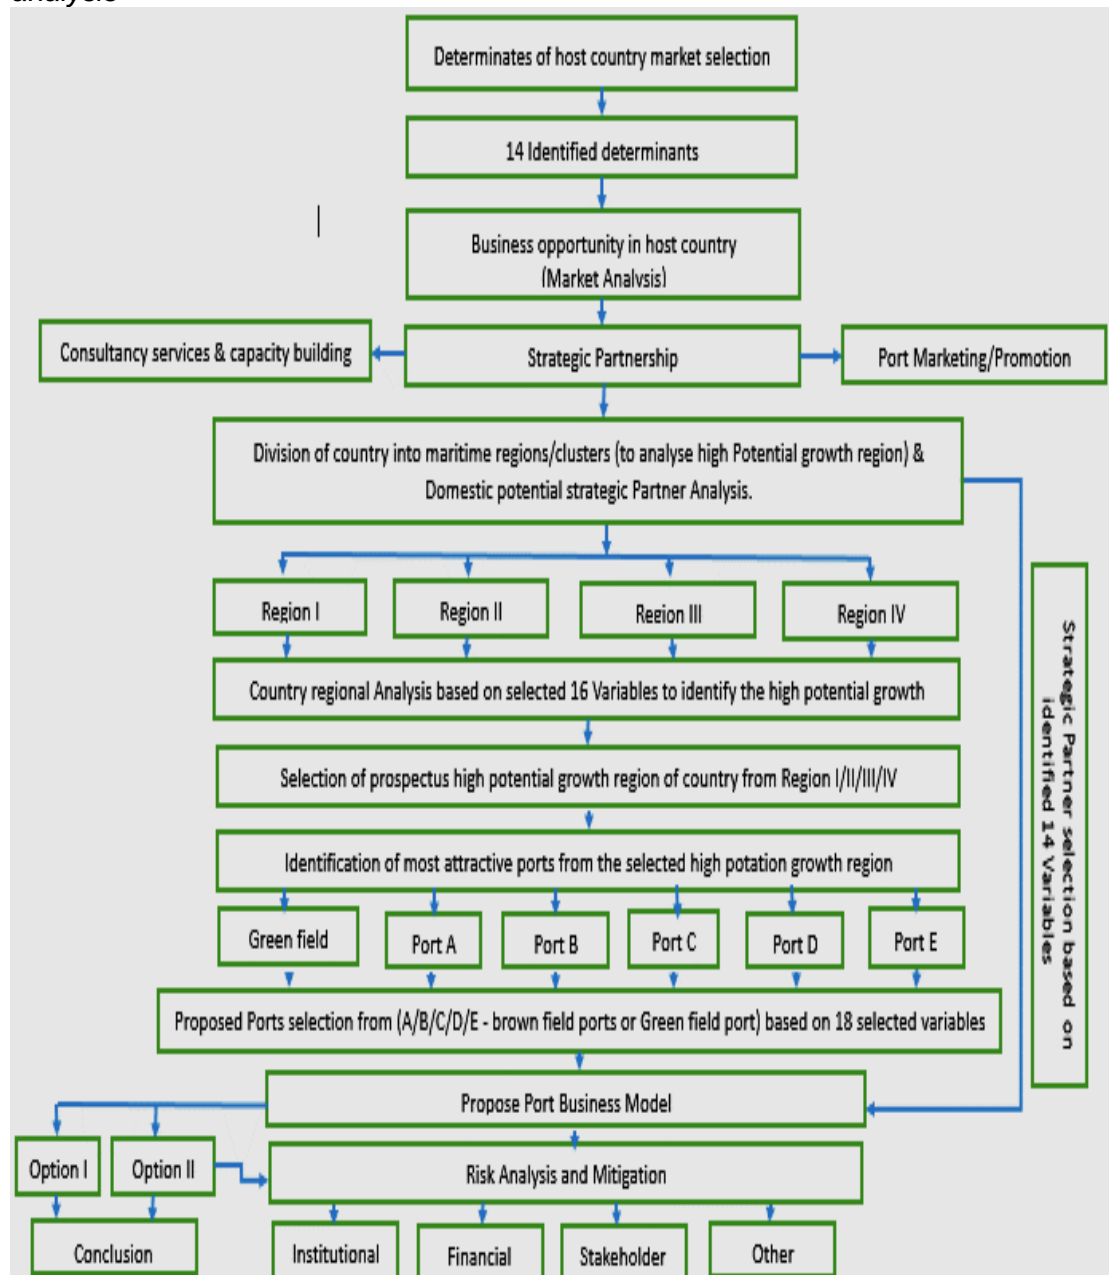 analysis
Determinates of host country market selection
14 Identified determinants
Business opportunity in host country
(Market Analysis)
Consultancy services & capacity building
Strategic Partnership
Port Marketing/Promotion
Division of country into maritime regions/clusters (to analyse high Potential growth region) &
Domestic potential strategic Partner Analysis.
Region I
Region II
Region III
Region IV
Country regional Analysis based on selected 16 Variables to identify the high potential growth
Selection of prospectus high potential growth region of country from Region I/II/III/IV
Identification of most attractive ports from the selected high potation growth region
Strategic Partner selection based on
identified 14 Variables
Green field
Port A
Port B
Port C
Port D
Port E
Proposed Ports selection from (A/B/C/D/E - brown field ports or Green field port) based on 18 selected variables
Propose Port Business Model
Option I
Option II
Risk Analysis and Mitigation
Conclusion
Institutional
Financial
Stakeholder
Other